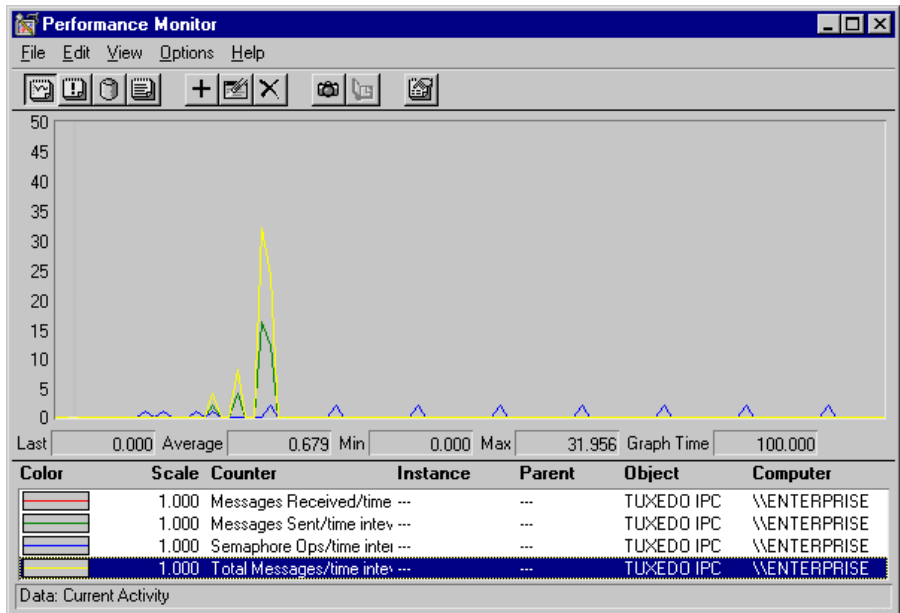 Performance Monitor
File Edit View Options Help
50
45
40
35
30
25
20
15
10
5
0
Last 0.000 Average 0.679 Min 0.000 Max 31.956 Graph Time 100.000
Color Scale Counter Instance Parent Object Computer
1.000 Messages Received/time --- --- TUXEDO IPC \\ENTERPRISE
1.000 Messages Sent/time intev --- --- TUXEDO IPC \\ENTERPRISE
1.000 Semaphore Ops/time inter --- --- TUXEDO IPC \\ENTERPRISE
1.000 Total Messages/time intev --- --- TUXEDO IPC \\ENTERPRISE
Data: Current Activity